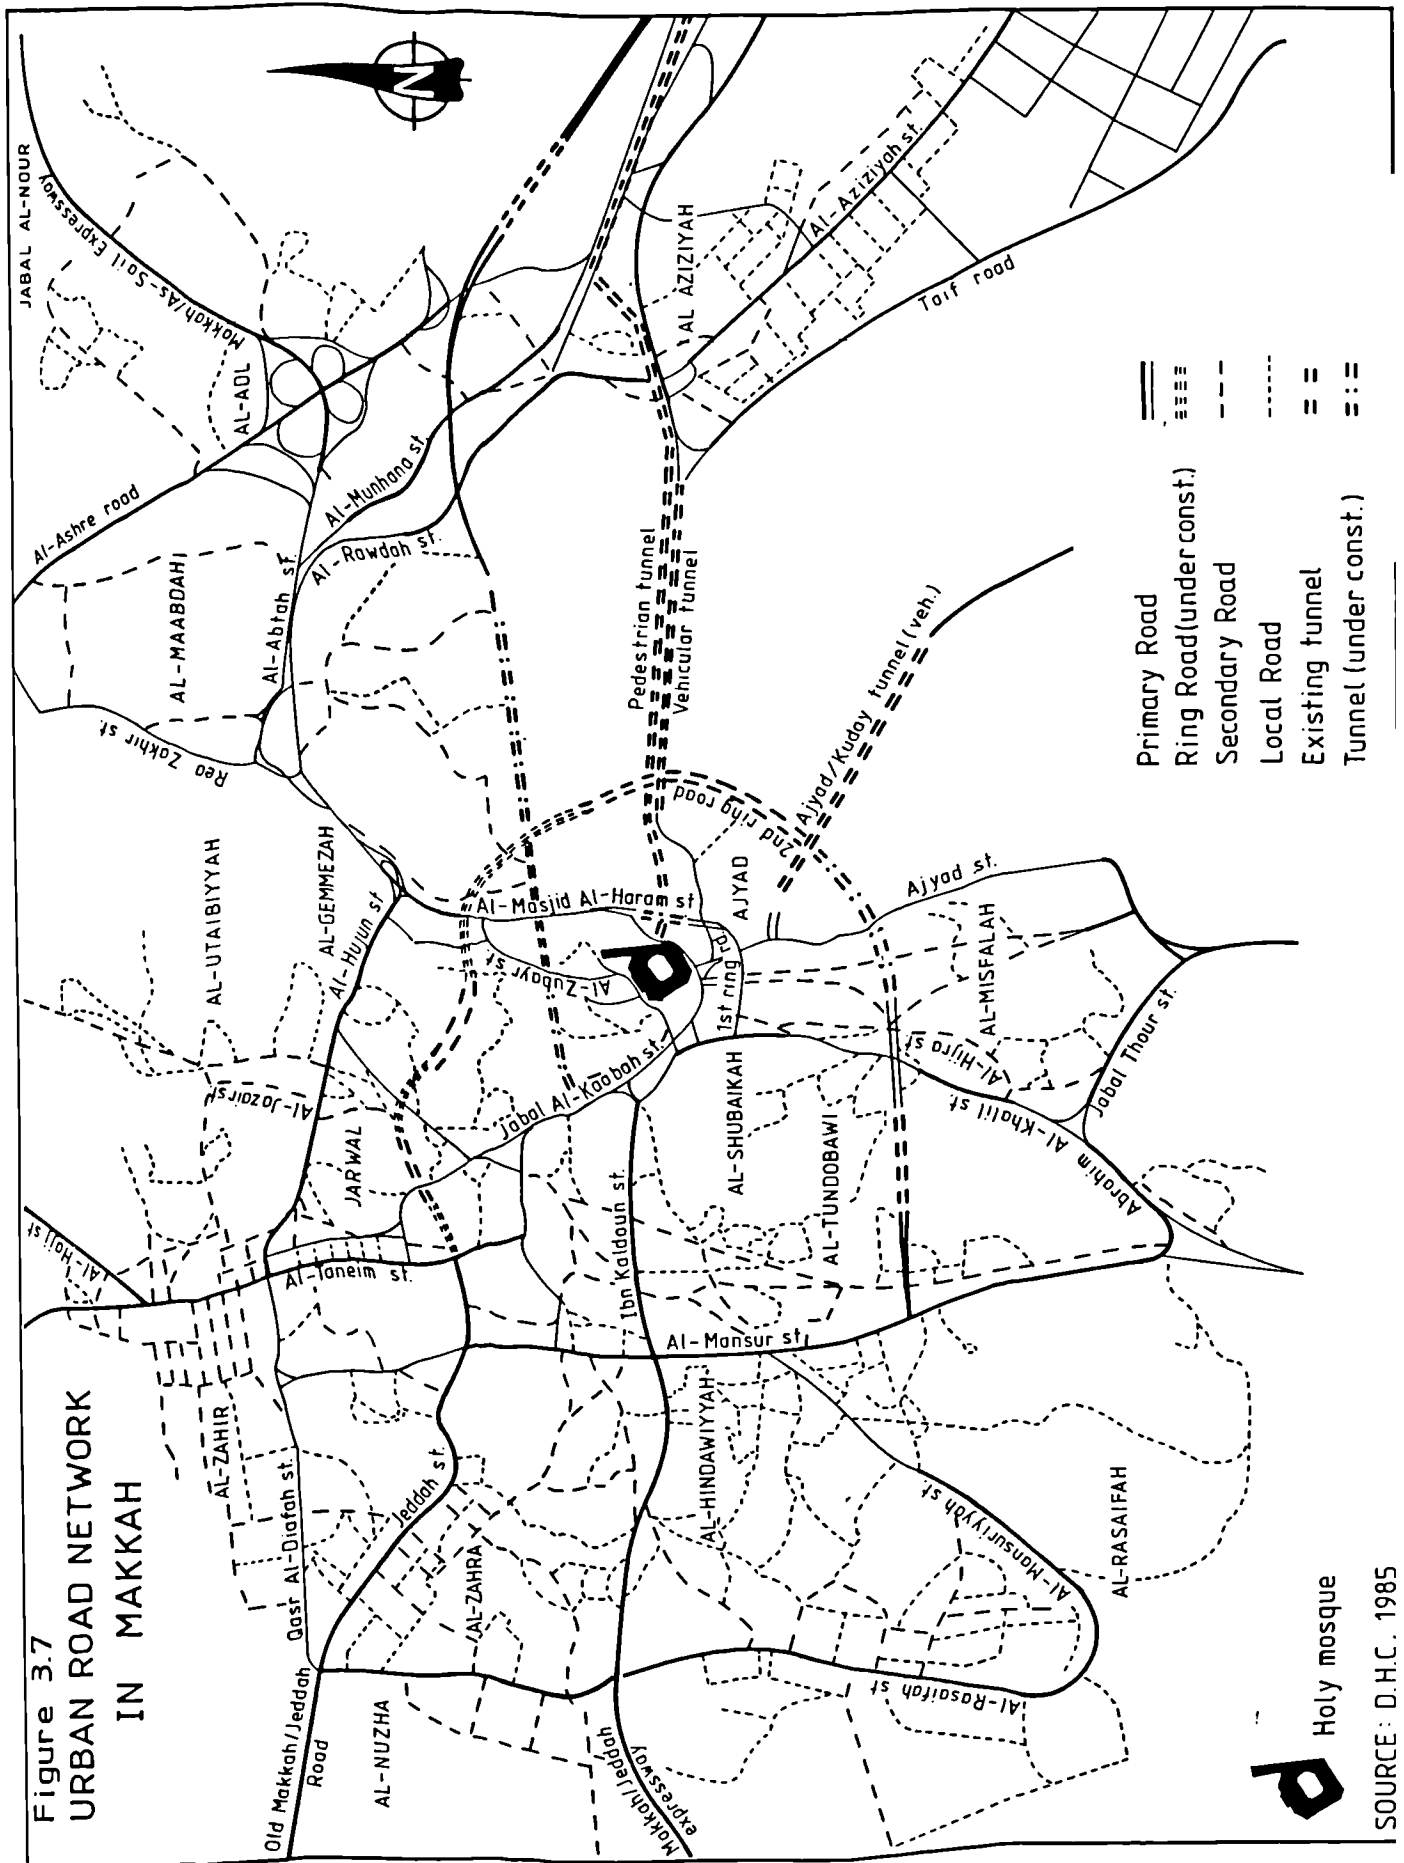 Figure 3.7
URBAN ROAD NETWORK
IN MAKKAH
JABAL AL-NOUR
Makkah/As-Sail Expressway
N
AL-ADL
Al-Ashre road
Al-Munhana st.
Al-Rawdah st.
Al-Abtah st.
AL-MAABDAH
Rea Zakhir st.
AL AZIZIYAH
Al-Aziziyah st.
Taif road
Pedestrian tunnel
Vehicular tunnel
Ajyad/Kuday tunnel (veh.)
2nd ring road
AL-UTAIBIYYAH
AL-GEMMEZAH
Al-Hujun st
Al-Masjid Al-Haram st
Al-Zubayr st
AJYAD
Ajyad st.
1st ring rd.
AL-MISFALAH
Al-Hijra st
Jabal Thour st.
Al-Jazair st
JARWAL
Jabal Al-Kaabah st.
AL-SHUBAIKAH
AL-TUNDOBAWI
Abrahim Al-Khalil st.
Al-Hajj st
Al-Taneim st.
Ibn Kaldoun st.
Al-Mansur st.
AL-ZAHIR
Qasr Al-Diafah st.
Jeddah st.
AL-ZAHRA
AL-HINDAWIYYAH
Al-Mansuriyyah st
AL-RASAIFAH
Al-Rasaifah st
Old Makkah/Jeddah
Road
AL-NUZHA
Makkah/Jeddah
expressway
Primary Road
Ring Road(under const.)
Secondary Road
Local Road
Existing tunnel
Tunnel (under const.)
Holy mosque
SOURCE: D.H.C. 1985